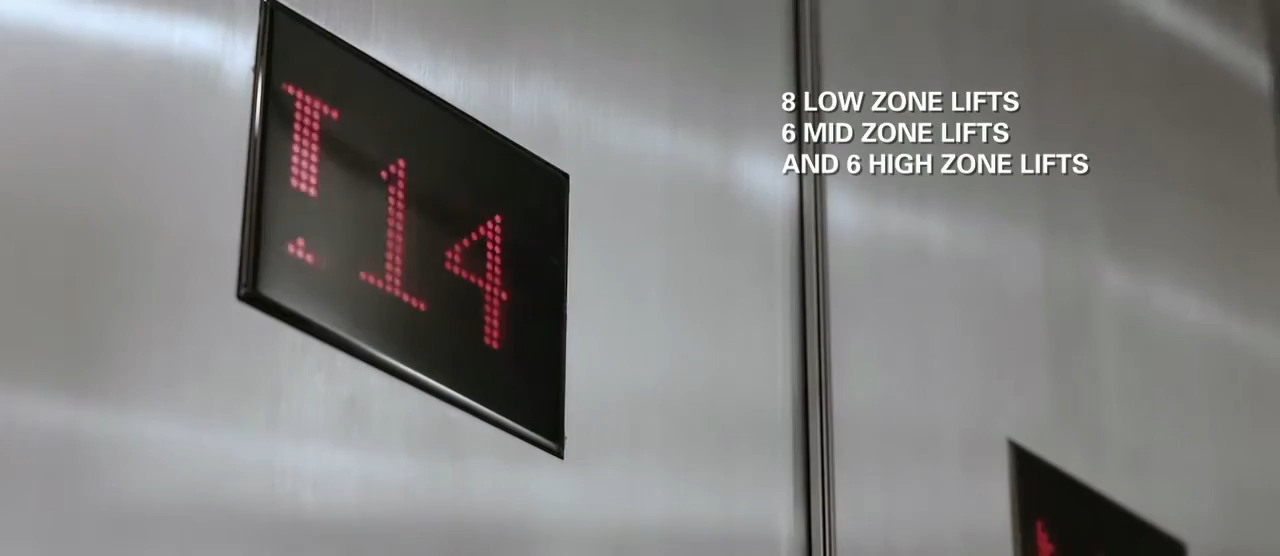 14
8 LOW ZONE LIFTS
6 MID ZONE LIFTS
AND 6 HIGH ZONE LIFTS